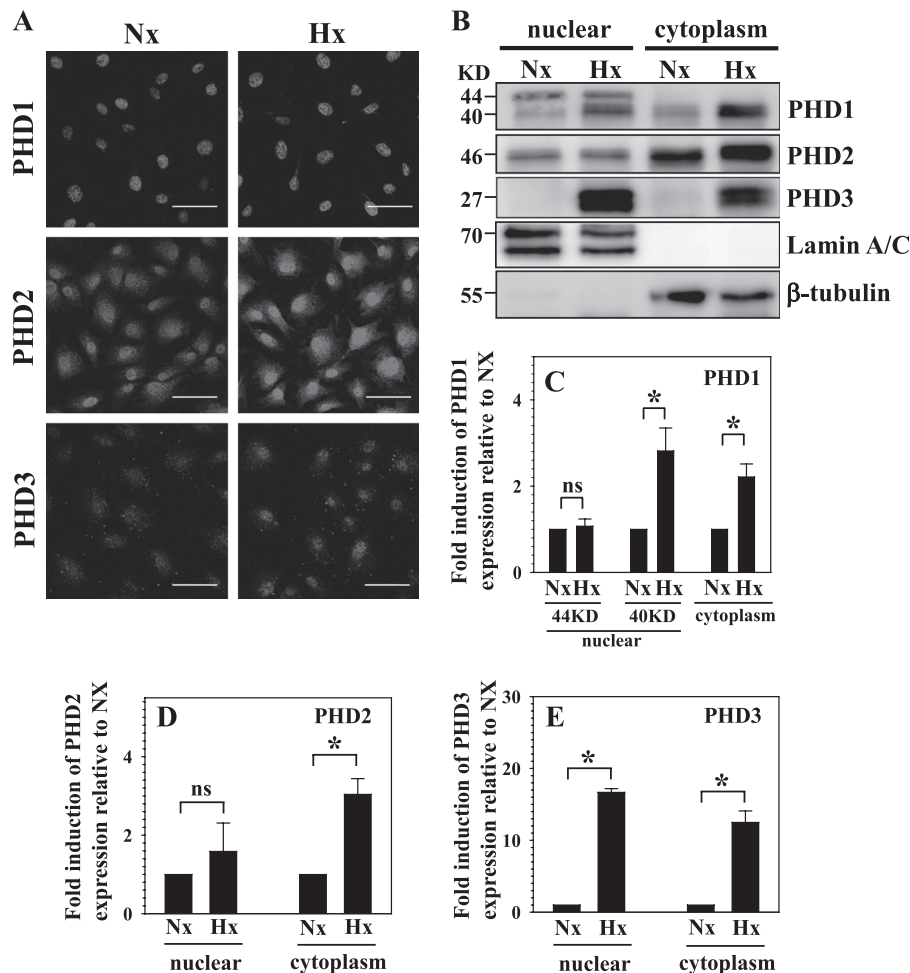 A
Nx Hx
PHD1
PHD2
PHD3
B
nuclear cytoplasm
KD Nx Hx Nx Hx
44
40
PHD1
46
PHD2
27
PHD3
70
Lamin A/C
55
β-tubulin
C
PHD1
Fold induction of PHD1
expression relative to NX
4
2
1
0
ns
*
*
Nx Hx Nx Hx Nx Hx
44KD 40KD cytoplasm
nuclear
D
PHD2
Fold induction of PHD2
expression relative to NX
4
2
1
0
ns
*
Nx Hx Nx Hx
nuclear cytoplasm
E
PHD3
Fold induction of PHD3
expression relative to NX
30
20
10
0
*
*
Nx Hx Nx Hx
nuclear cytoplasm